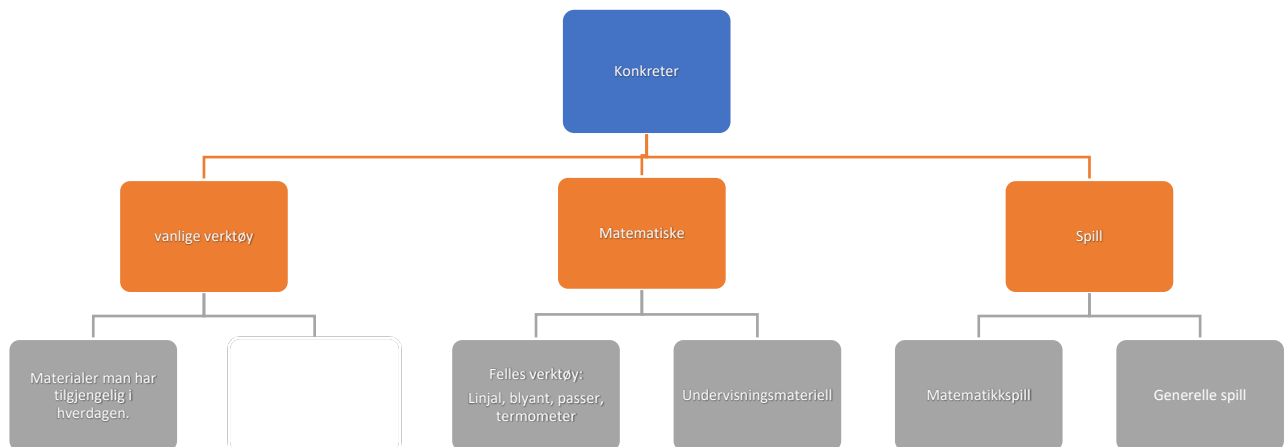 Konkreter
vanlige verktøy
Matematiske
Spill
Materialer man har
tilgjengelig i
hverdagen.
Felles verktøy:
Linjal, blyant, passer,
termometer
Undervisningsmateriell
Matematikkspill
Generelle spill